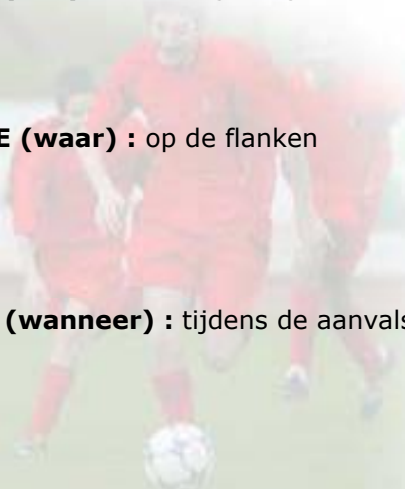 E (waar) : op de flanken
(wanneer) : tijdens de aanvals